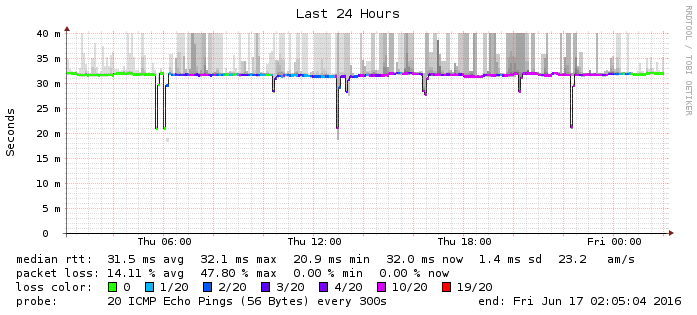 Last 24 Hours
RRDTOOL / TOBI OETIKER
Seconds
40 m
35 m
30 m
25 m
20 m
15 m
10 m
5 m
0
Thu 06:00 Thu 12:00 Thu 18:00 Fri 00:00
median rtt: 31.5 ms avg 32.1 ms max 20.9 ms min 32.0 ms now 1.4 ms sd 23.2 am/s
packet loss: 14.11 % avg 47.80 % max 0.00 % min 0.00 % now
loss color: 0 1/20 2/20 3/20 4/20 10/20 19/20
probe: 20 ICMP Echo Pings (56 Bytes) every 300s end: Fri Jun 17 02:05:04 2016